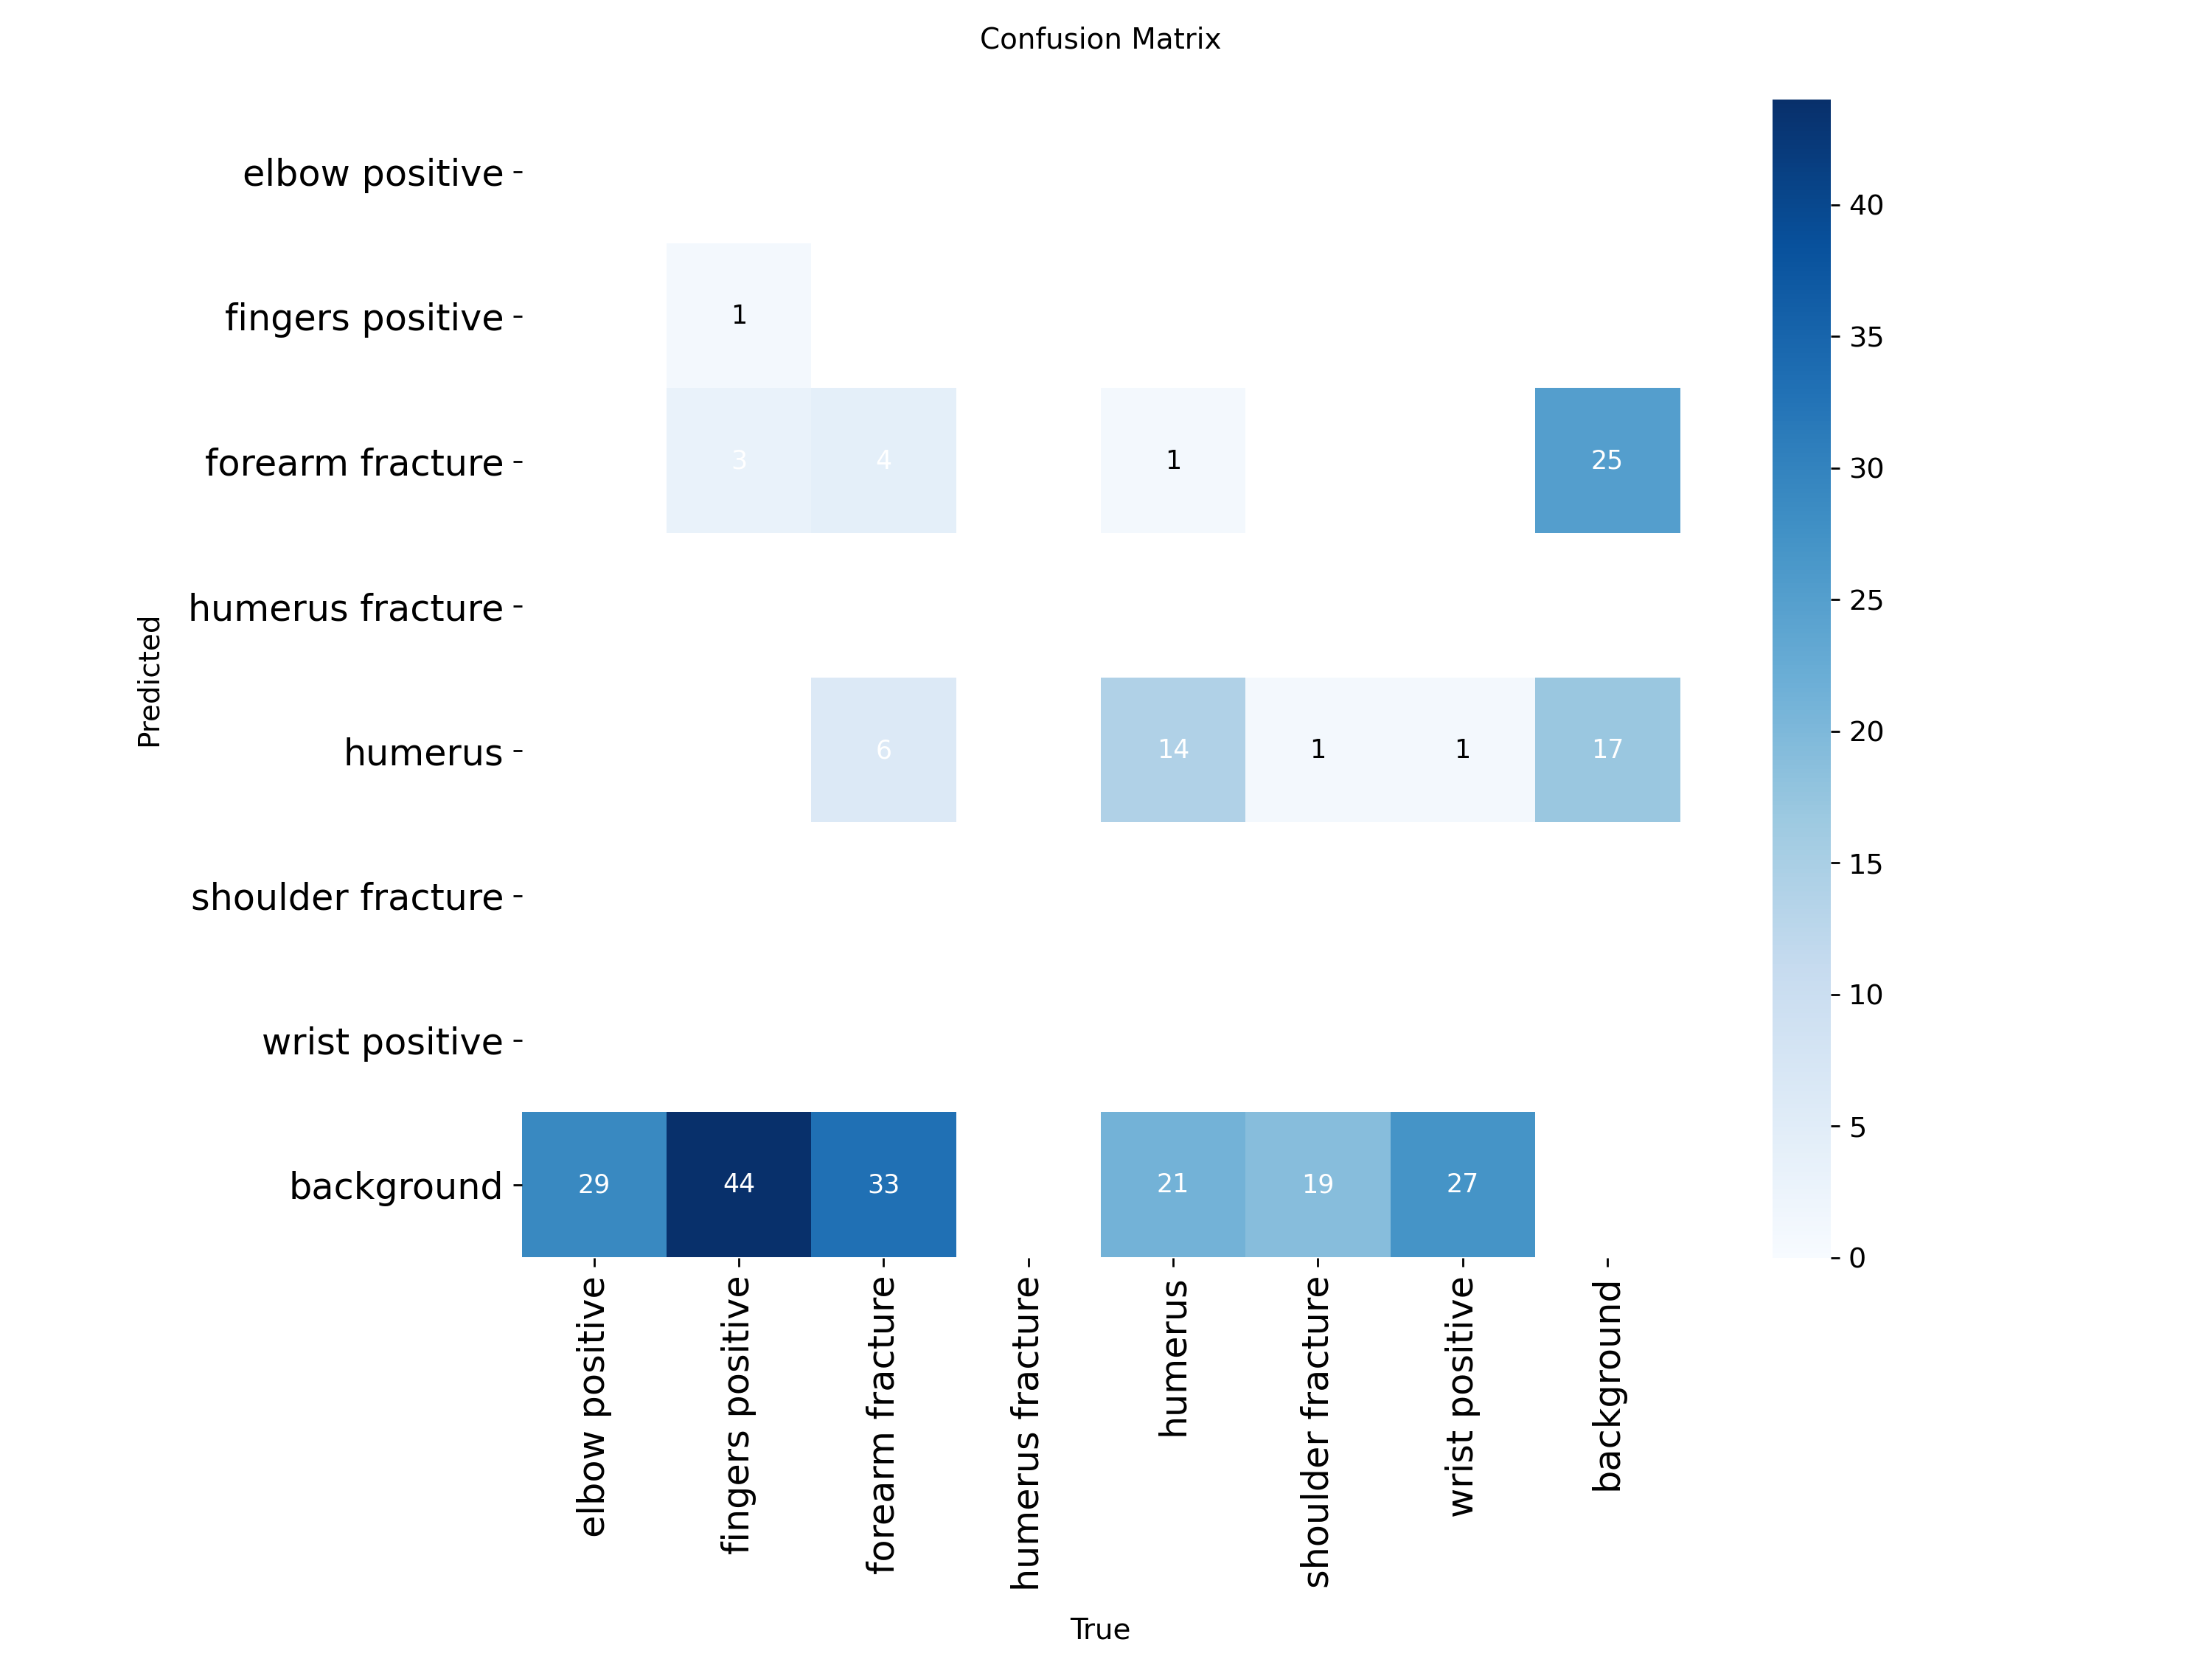 Confusion Matrix
elbow positive
fingers positive
1
forearm fracture
3 4 1 25
humerus fracture
humerus
6 14 1 1 17
shoulder fracture
wrist positive
background
29 44 33 21 19 27
Predicted
elbow positive
fingers positive
forearm fracture
humerus fracture
humerus
shoulder fracture
wrist positive
background
True
40
35
30
25
20
15
10
5
0